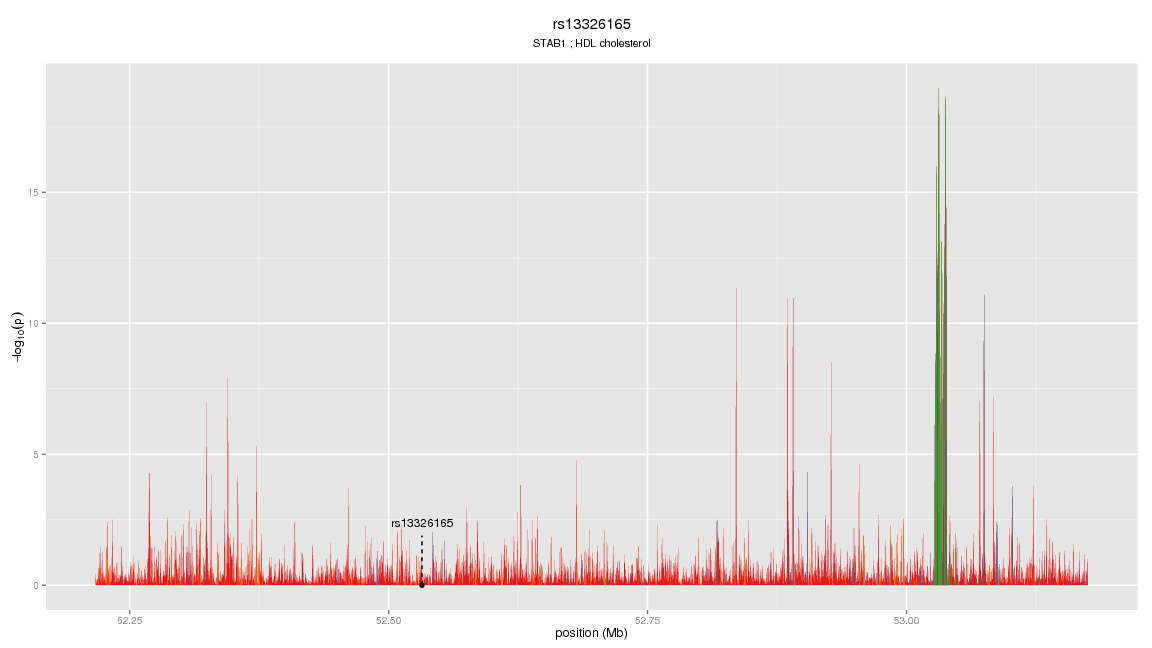 rs13326165
STAB1 ; HDL cholesterol
15
10
5
0
−log10(p)
rs13326165
52.25 52.50 52.75 53.00
position (Mb)